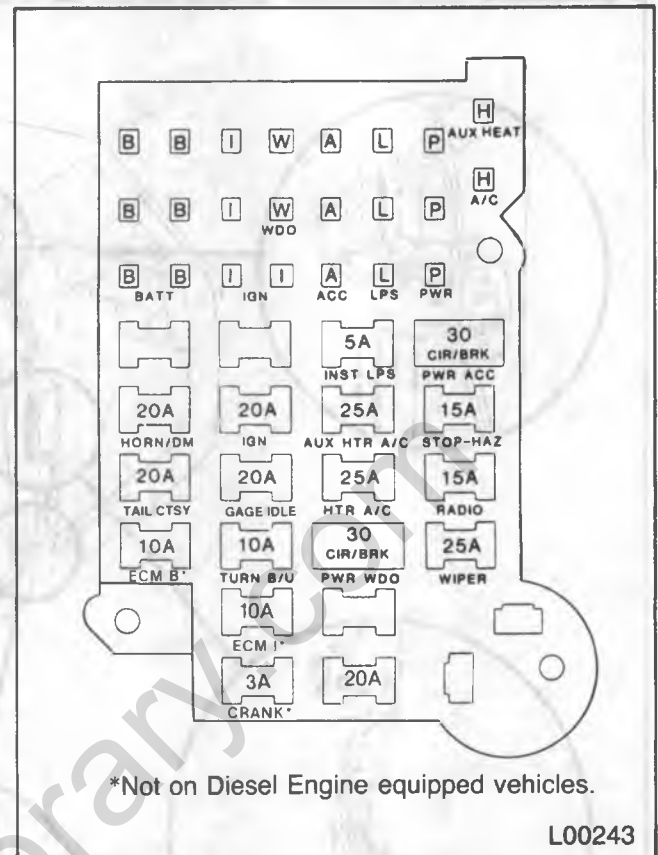 H
AUX HEAT
B B I W A L P
H
A/C
B B I W A L P
WDO
B B I I A L P
BATT IGN ACC LPS PWR
5A 30
CIR/BRK
INST LPS PWR ACC
20A 20A 25A 15A
HORN/DM IGN AUX HTR A/C STOP-HAZ
20A 20A 25A 15A
TAIL CTSY GAGE IDLE HTR A/C RADIO
10A 10A 30 25A
CIR/BRK
ECM B* TURN B/U PWR WDO WIPER
10A
ECM I*
3A 20A
CRANK*
*Not on Diesel Engine equipped vehicles.
L00243
rary.com